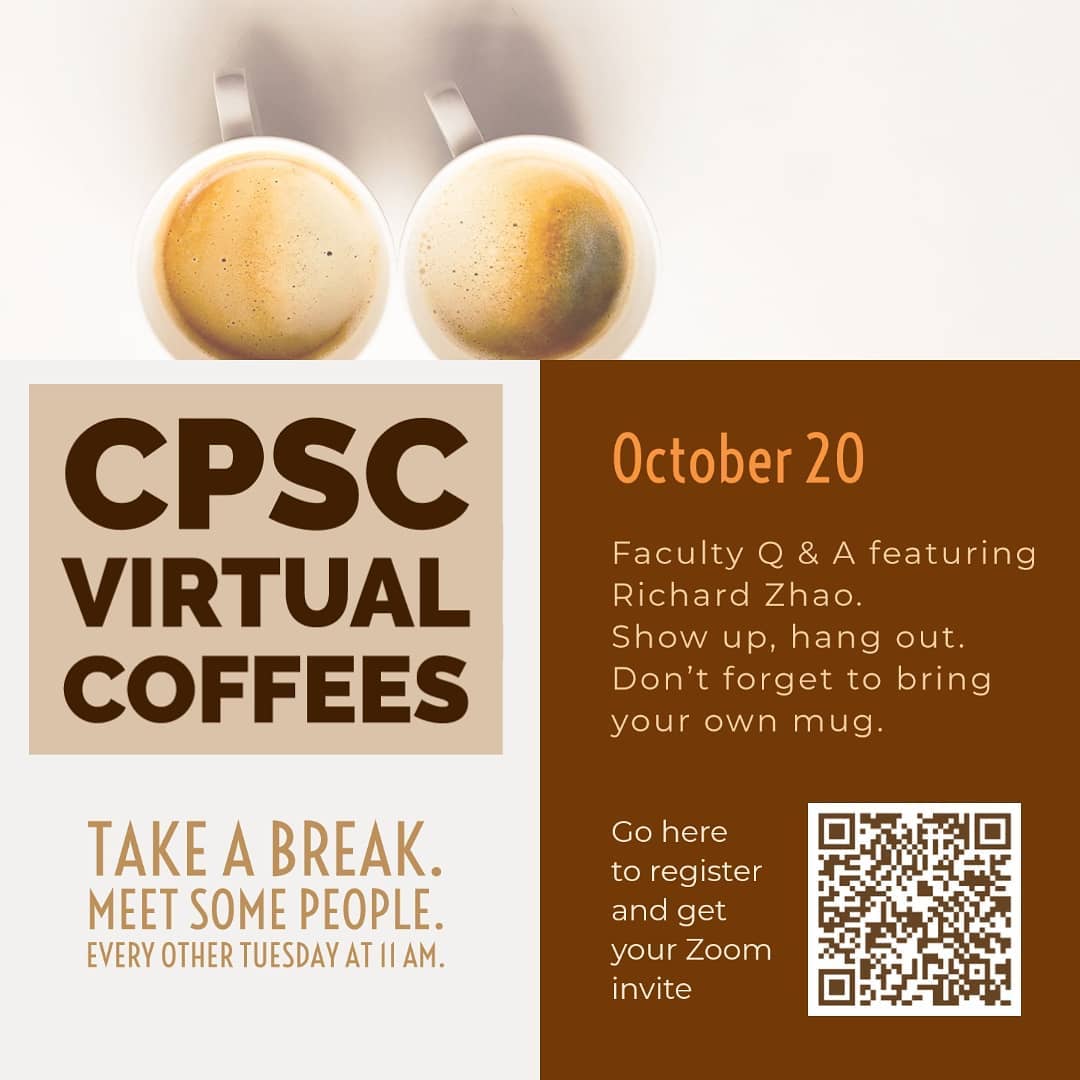 CPSC
VIRTUAL
COFFEES
TAKE A BREAK.
MEET SOME PEOPLE.
EVERY OTHER TUESDAY AT 11 AM.
October 20
Faculty Q & A featuring
Richard Zhao.
Show up, hang out.
Don’t forget to bring
your own mug.
Go here
to register
and get
your Zoom
invite